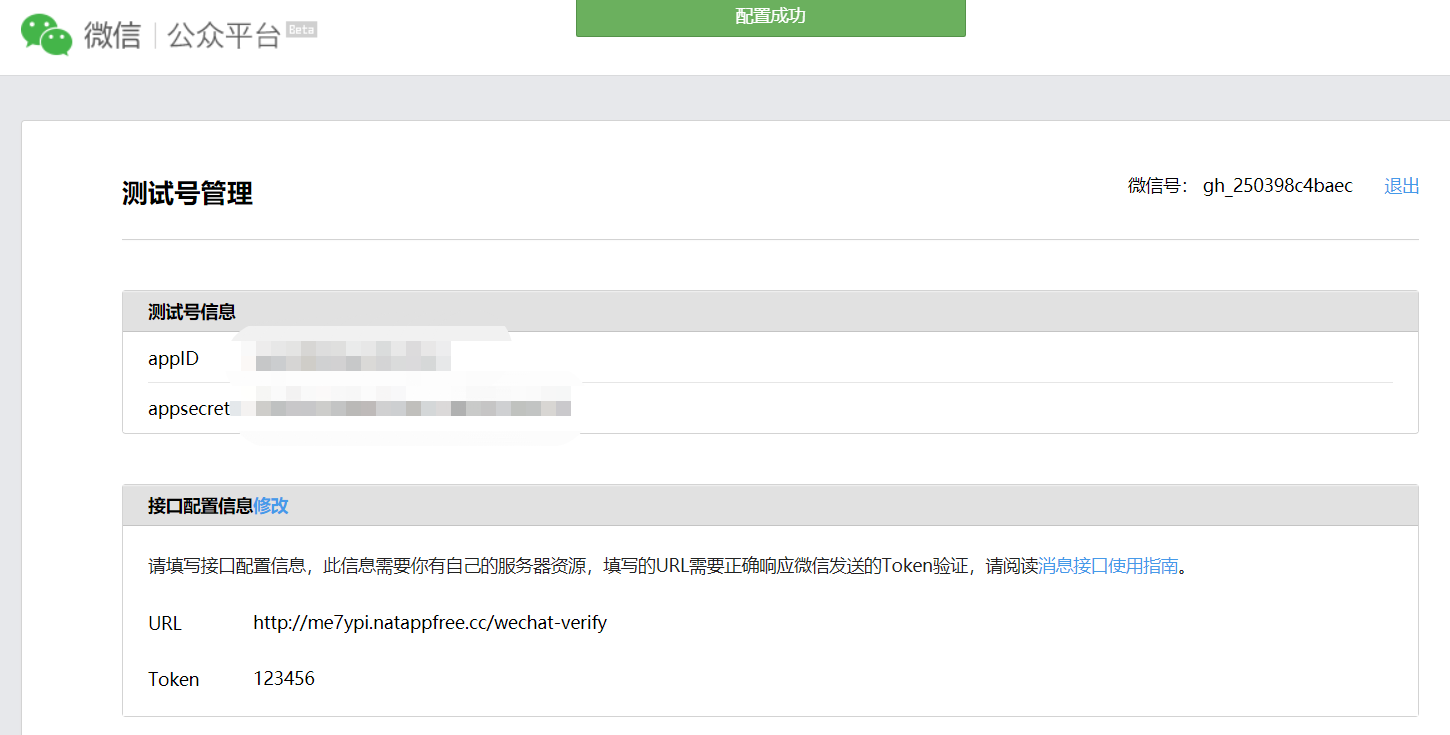 配置成功
微信 | 公众平台 Beta
测试号管理
微信号： gh_250398c4baec 退出
测试号信息
appID
appsecret
接口配置信息修改
请填写接口配置信息，此信息需要你有自己的服务器资源，填写的URL需要正确响应微信发送的Token验证，请阅读消息接口使用指南。
URL http://me7ypi.natappfree.cc/wechat-verify
Token 123456